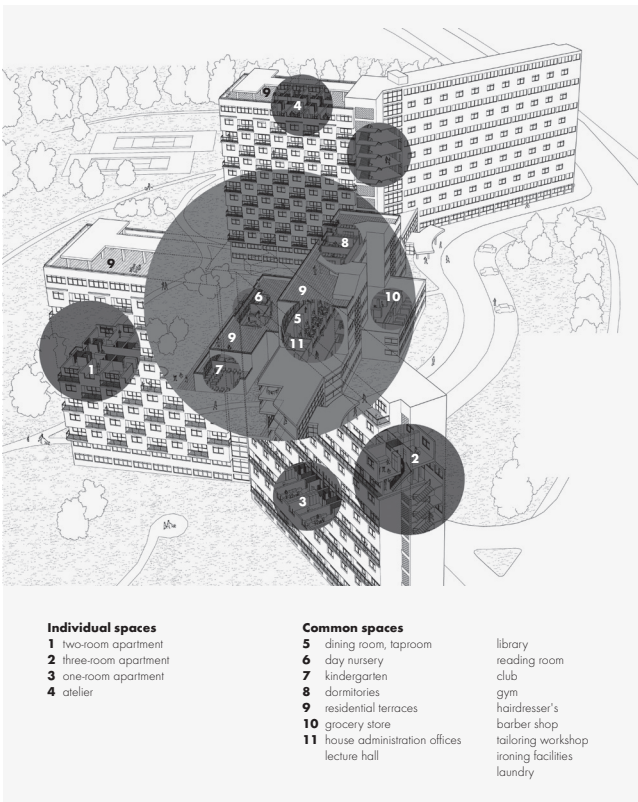 9
4
8
9
9
6
10
5
9
11
7
1
2
3
Individual spaces
1 two-room apartment
2 three-room apartment
3 one-room apartment
4 atelier
Common spaces
5 dining room, taproom
6 day nursery
7 kindergarten
8 dormitories
9 residential terraces
10 grocery store
11 house administration offices
lecture hall
library
reading room
club
gym
hairdresser's
barber shop
tailoring workshop
ironing facilities
laundry